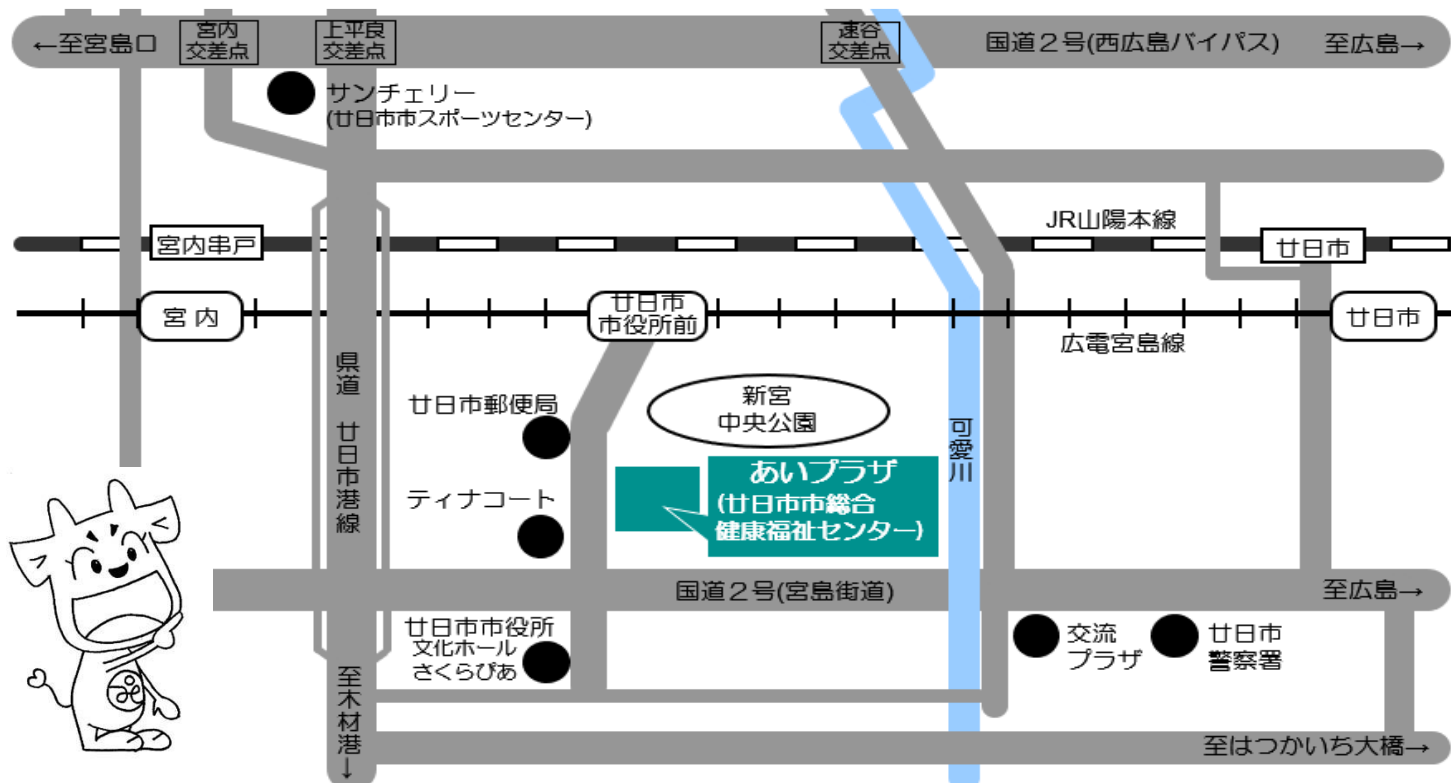 ←至宮島口
宮内
交差点
上平良
交差点
速谷
交差点
国道２号(西広島バイパス)
至広島→
サンチェリー
(廿日市市スポーツセンター)
JR山陽本線
宮内串戸
廿日市
宮内
廿日市
市役所前
廿日市
広電宮島線
県道 廿日市港線
廿日市郵便局
新宮
中央公園
可愛川
あいプラザ
(廿日市市総合
健康福祉センター)
ティナコート
国道２号(宮島街道)
至広島→
廿日市市役所
文化ホール
さくらぴあ
交流
プラザ
廿日市
警察署
至木材港→
至はつかいち大橋→